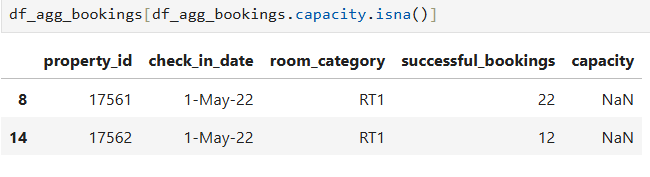 df_agg_bookings[df_agg_bookings.capacity.isna()]
property_id check_in_date room_category successful_bookings capacity
8 17561 1-May-22 RT1 22 NaN
14 17562 1-May-22 RT1 12 NaN